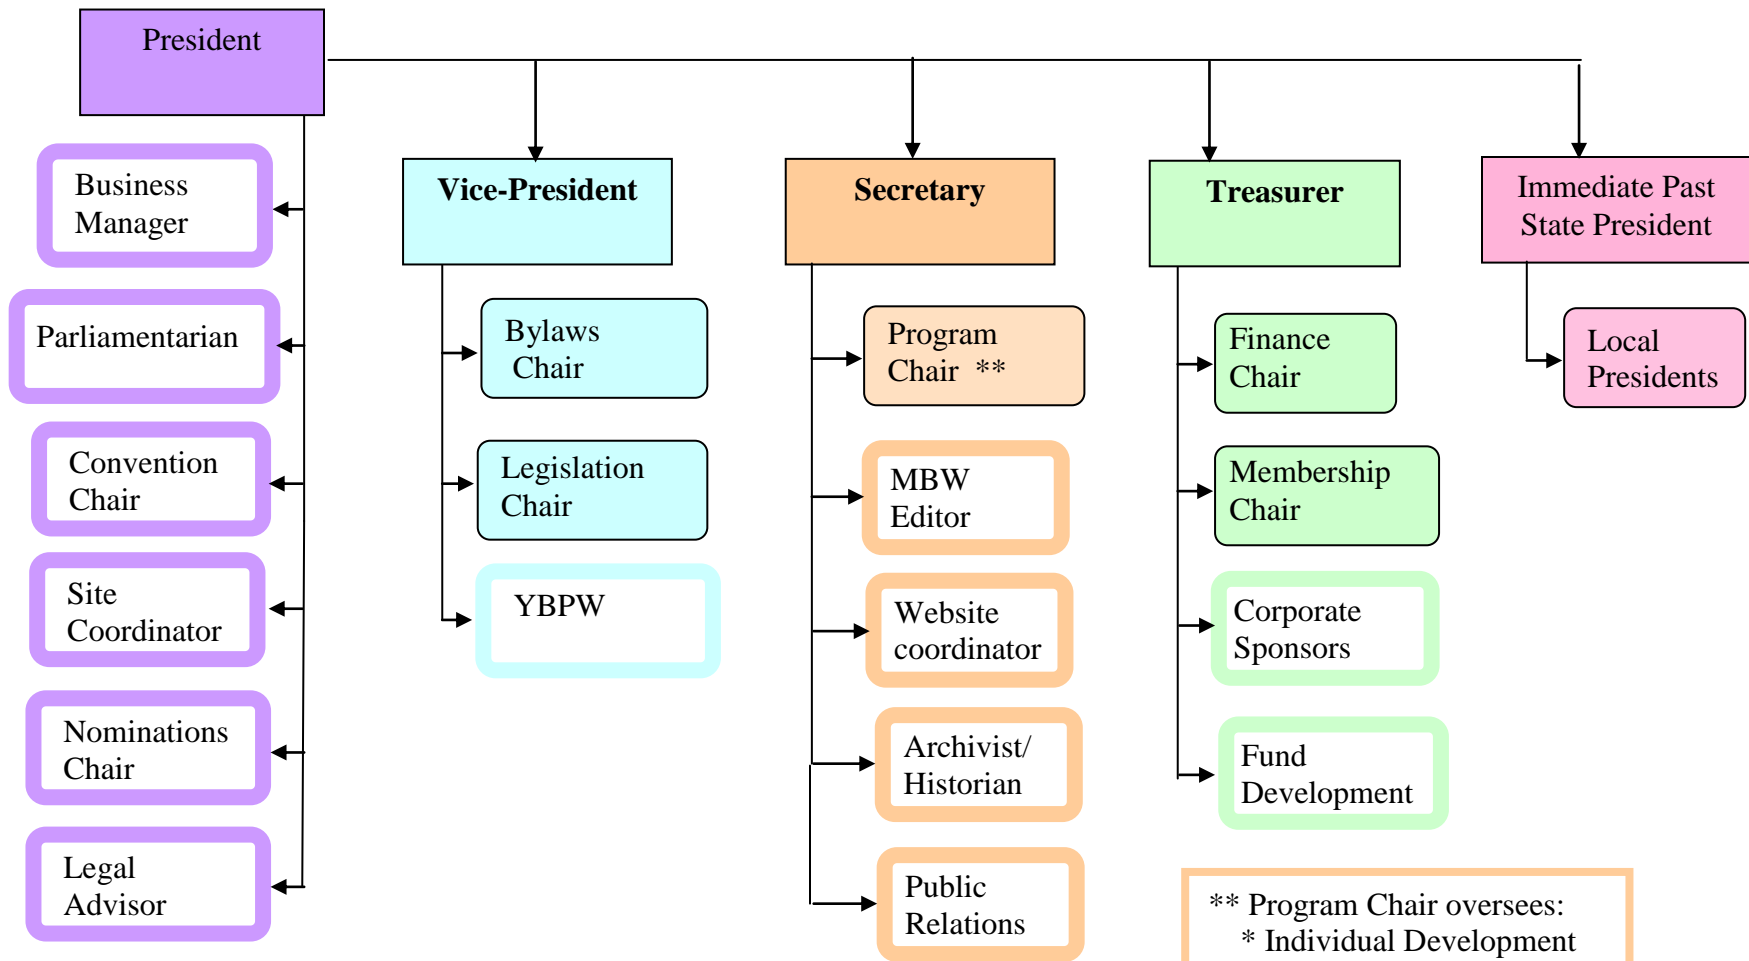 President
Business
Manager
Parliamentarian
Convention
Chair
Site
Coordinator
Nominations
Chair
Legal
Advisor
Vice-President
Bylaws
Chair
Legislation
Chair
YBPW
Secretary
Program
Chair **
MBW
Editor
Website
coordinator
Archivist/
Historian
Public
Relations
Treasurer
Finance
Chair
Membership
Chair
Corporate
Sponsors
Fund
Development
Immediate Past
State President
Local
Presidents
** Program Chair oversees:
* Individual Development